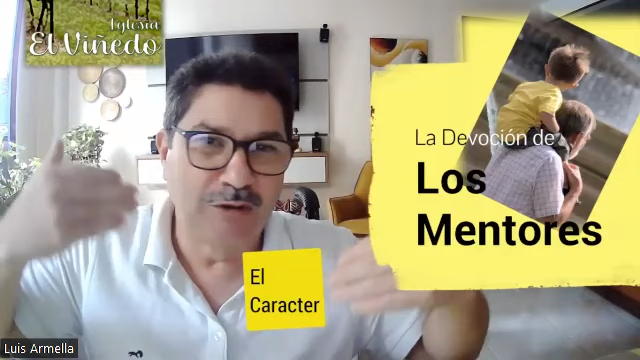 Iglesia
El Viñedo
La Devoción de
Los
Mentores
El
Caracter
Luis Armella